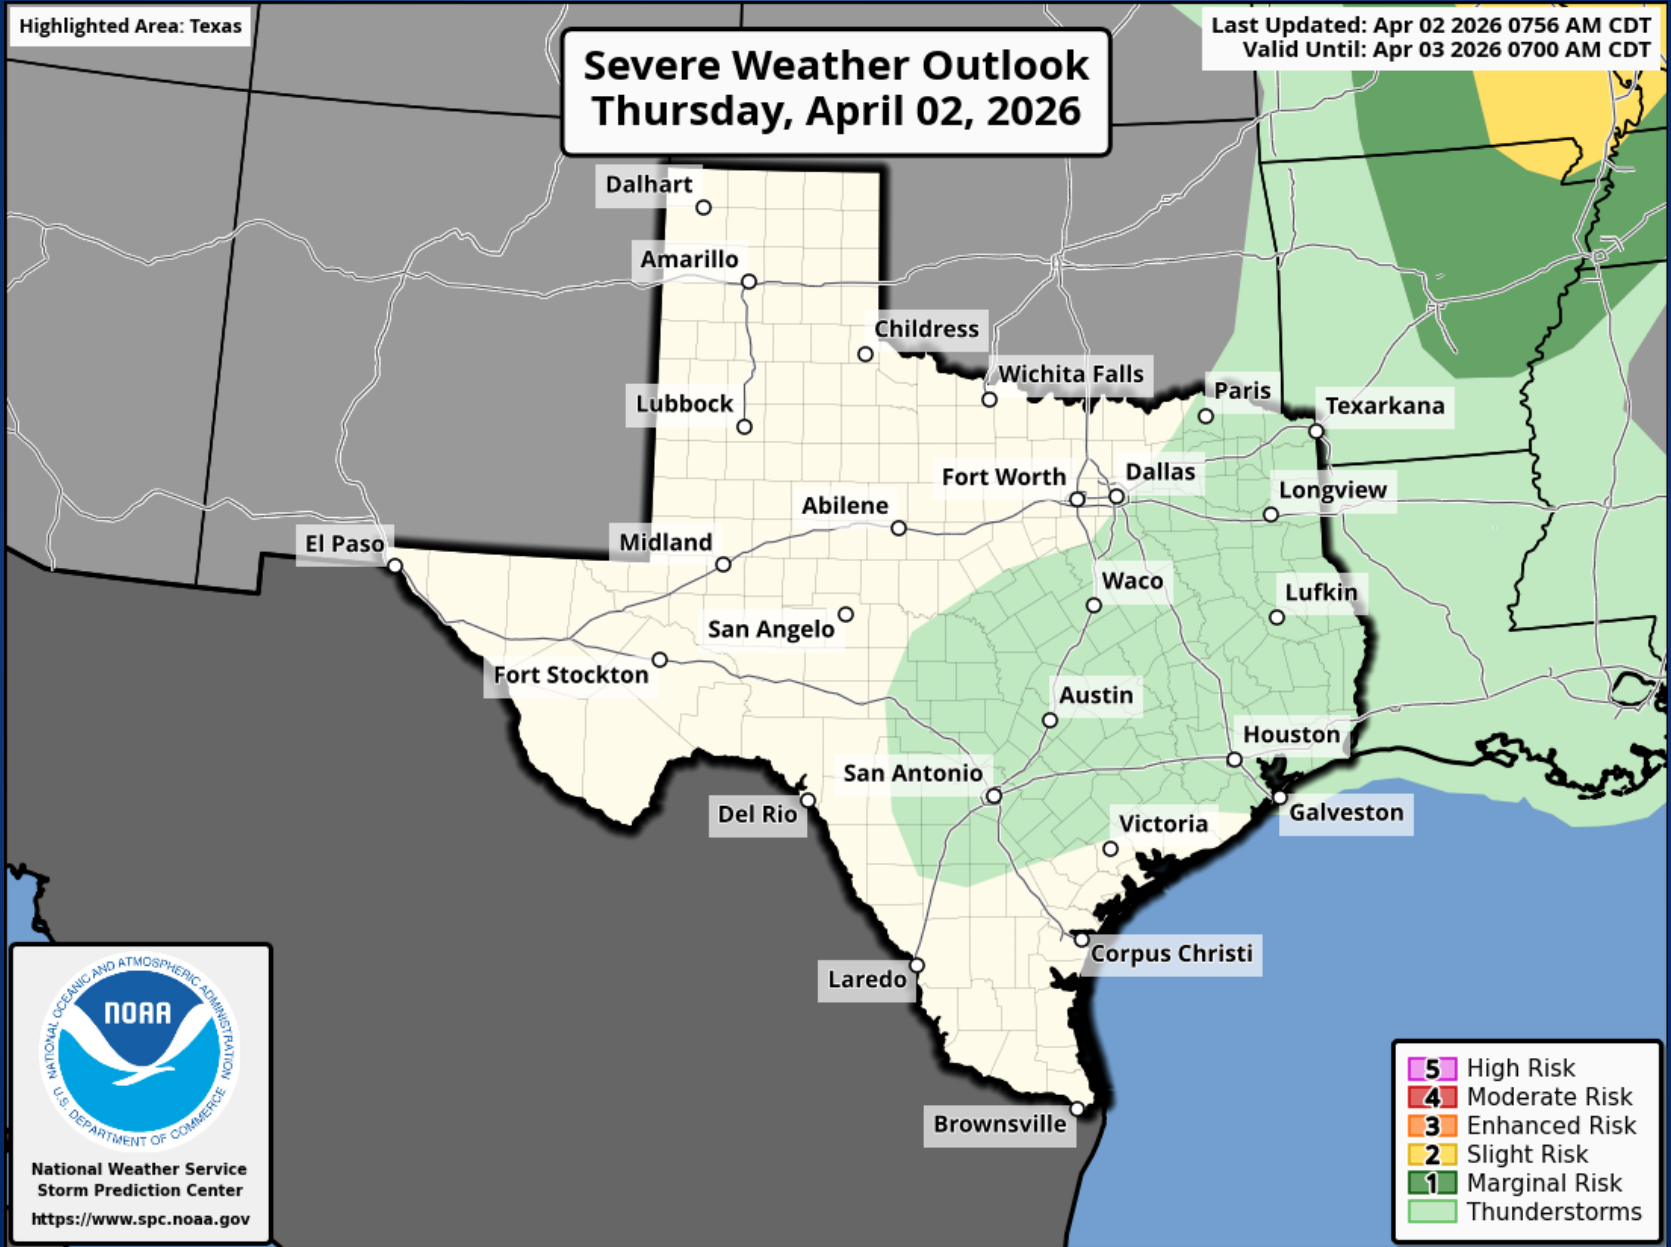 Highlighted Area: Texas
Severe Weather Outlook
Thursday, April 02, 2026
Last Updated: Apr 02 2026 0756 AM CDT
Valid Until: Apr 03 2026 0700 AM CDT
Dalhart
Amarillo
Childress
Wichita Falls
Paris
Texarkana
Lubbock
Fort Worth
Dallas
Longview
Abilene
El Paso
Midland
Waco
Lufkin
San Angelo
Fort Stockton
Austin
Houston
San Antonio
Del Rio
Victoria
Galveston
Corpus Christi
Laredo
Brownsville
NATIONAL OCEANIC AND ATMOSPHERIC ADMINISTRATION
NOAA
U.S. DEPARTMENT OF COMMERCE
National Weather Service
Storm Prediction Center
https://www.spc.noaa.gov
5 High Risk
4 Moderate Risk
3 Enhanced Risk
2 Slight Risk
1 Marginal Risk
Thunderstorms